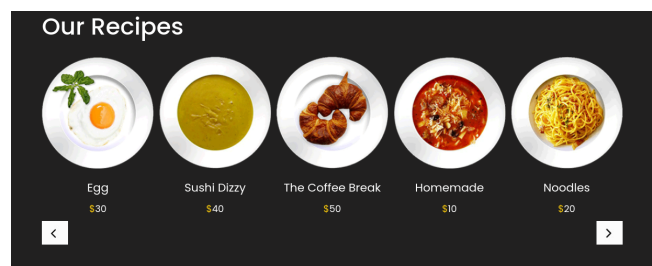 Our Recipes
Egg
Sushi Dizzy
The Coffee Break
Homemade
Noodles
$30
$40
$50
$10
$20